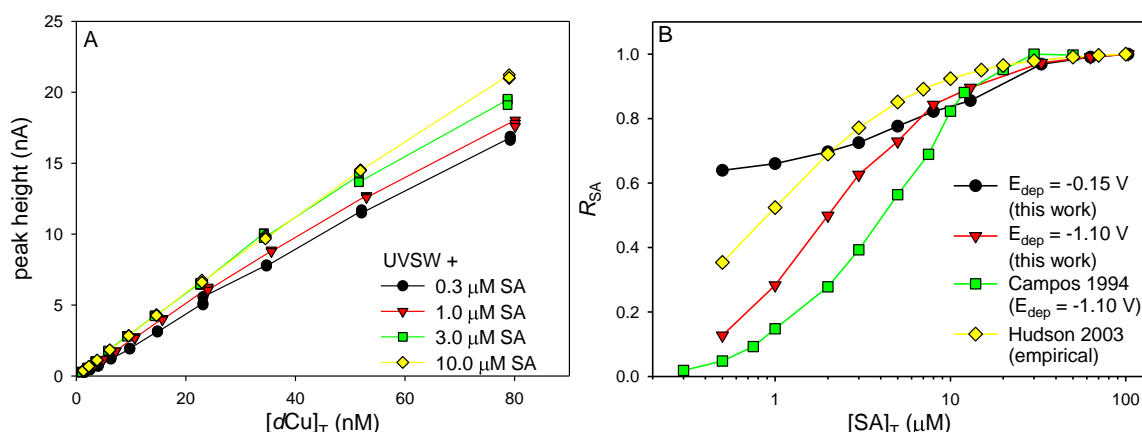 A
25
20
15
10
5
0
peak height (nA)
UVSW +
0.3 μM SA
1.0 μM SA
3.0 μM SA
10.0 μM SA
0 20 40 60 80
[dCu]T (nM)
B
1.0
0.8
0.6
0.4
0.2
0.0
RSA
Edep = -0.15 V
(this work)
Edep = -1.10 V
(this work)
Campos 1994
(Edep = -1.10 V)
Hudson 2003
(empirical)
1 10 100
[SA]T (μM)